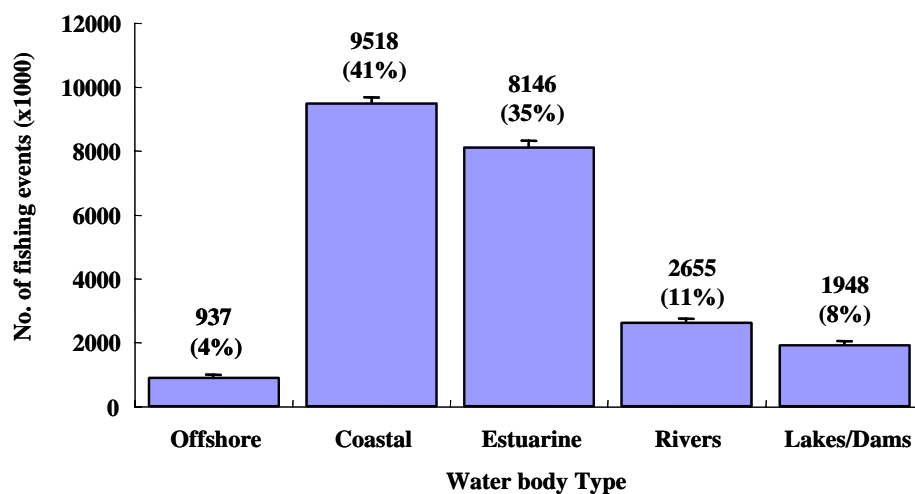 12000
10000
8000
6000
4000
2000
0
No. of fishing events (x1000)
937
(4%)
9518
(41%)
8146
(35%)
2655
(11%)
1948
(8%)
Offshore
Coastal
Estuarine
Rivers
Lakes/Dams
Water body Type